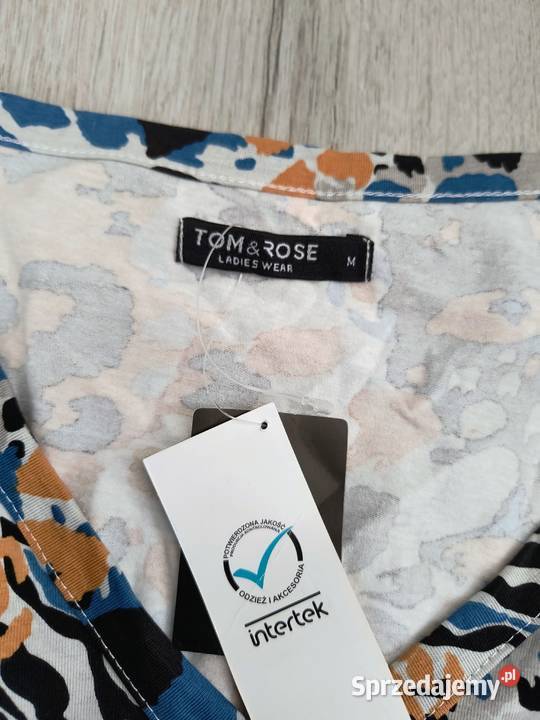 TOM&ROSE
LADIES WEAR
M
POTWIERDZONA JAKOŚĆ
ODZIEŻ I AKCESORIA
intertek
Sprzedajemy.pl